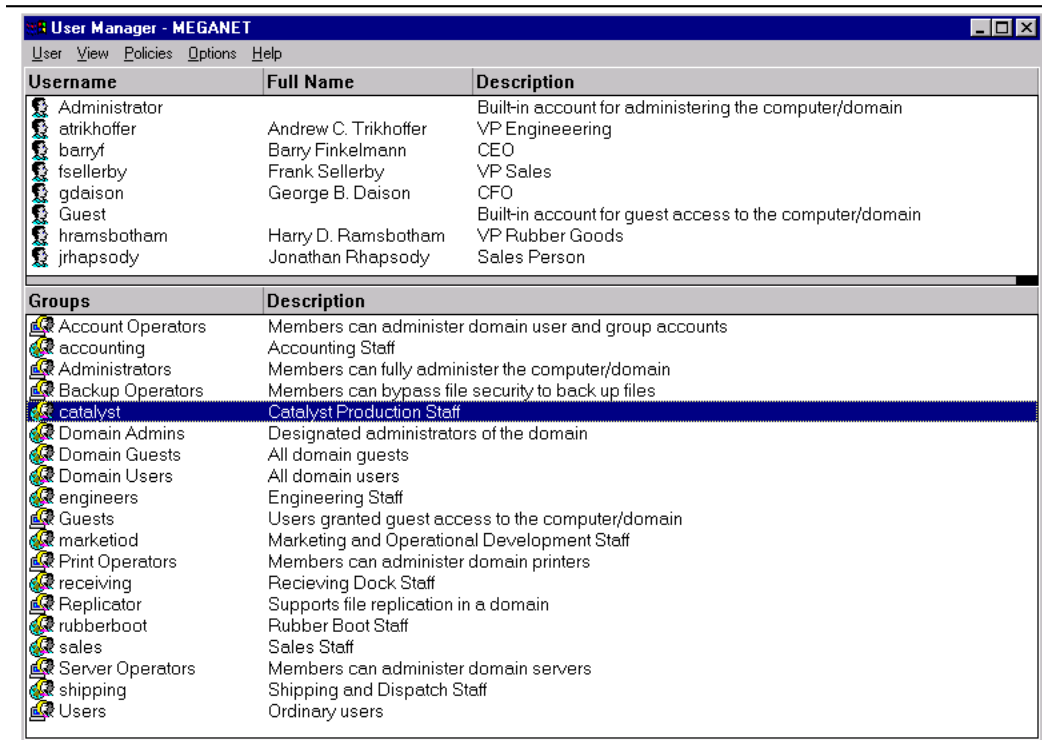 User Manager - MEGANET
User View Policies Options Help
Username Full Name Description
Administrator Built-in account for administering the computer/domain
atrikhoffer Andrew C. Trikhoffer VP Engineeering
barryf Barry Finkelmann CEO
fsellerby Frank Sellerby VP Sales
gdaison George B. Daison CFO
Guest Built-in account for guest access to the computer/domain
hramsbotham Harry D. Ramsbotham VP Rubber Goods
jrhapsody Jonathan Rhapsody Sales Person
Groups Description
Account Operators Members can administer domain user and group accounts
accounting Accounting Staff
Administrators Members can fully administer the computer/domain
Backup Operators Members can bypass file security to back up files
catalyst Catalyst Production Staff
Domain Admins Designated administrators of the domain
Domain Guests All domain guests
Domain Users All domain users
engineers Engineering Staff
Guests Users granted guest access to the computer/domain
marketiod Marketing and Operational Development Staff
Print Operators Members can administer domain printers
receiving Recieving Dock Staff
Replicator Supports file replication in a domain
rubberboot Rubber Boot Staff
sales Sales Staff
Server Operators Members can administer domain servers
shipping Shipping and Dispatch Staff
Users Ordinary users